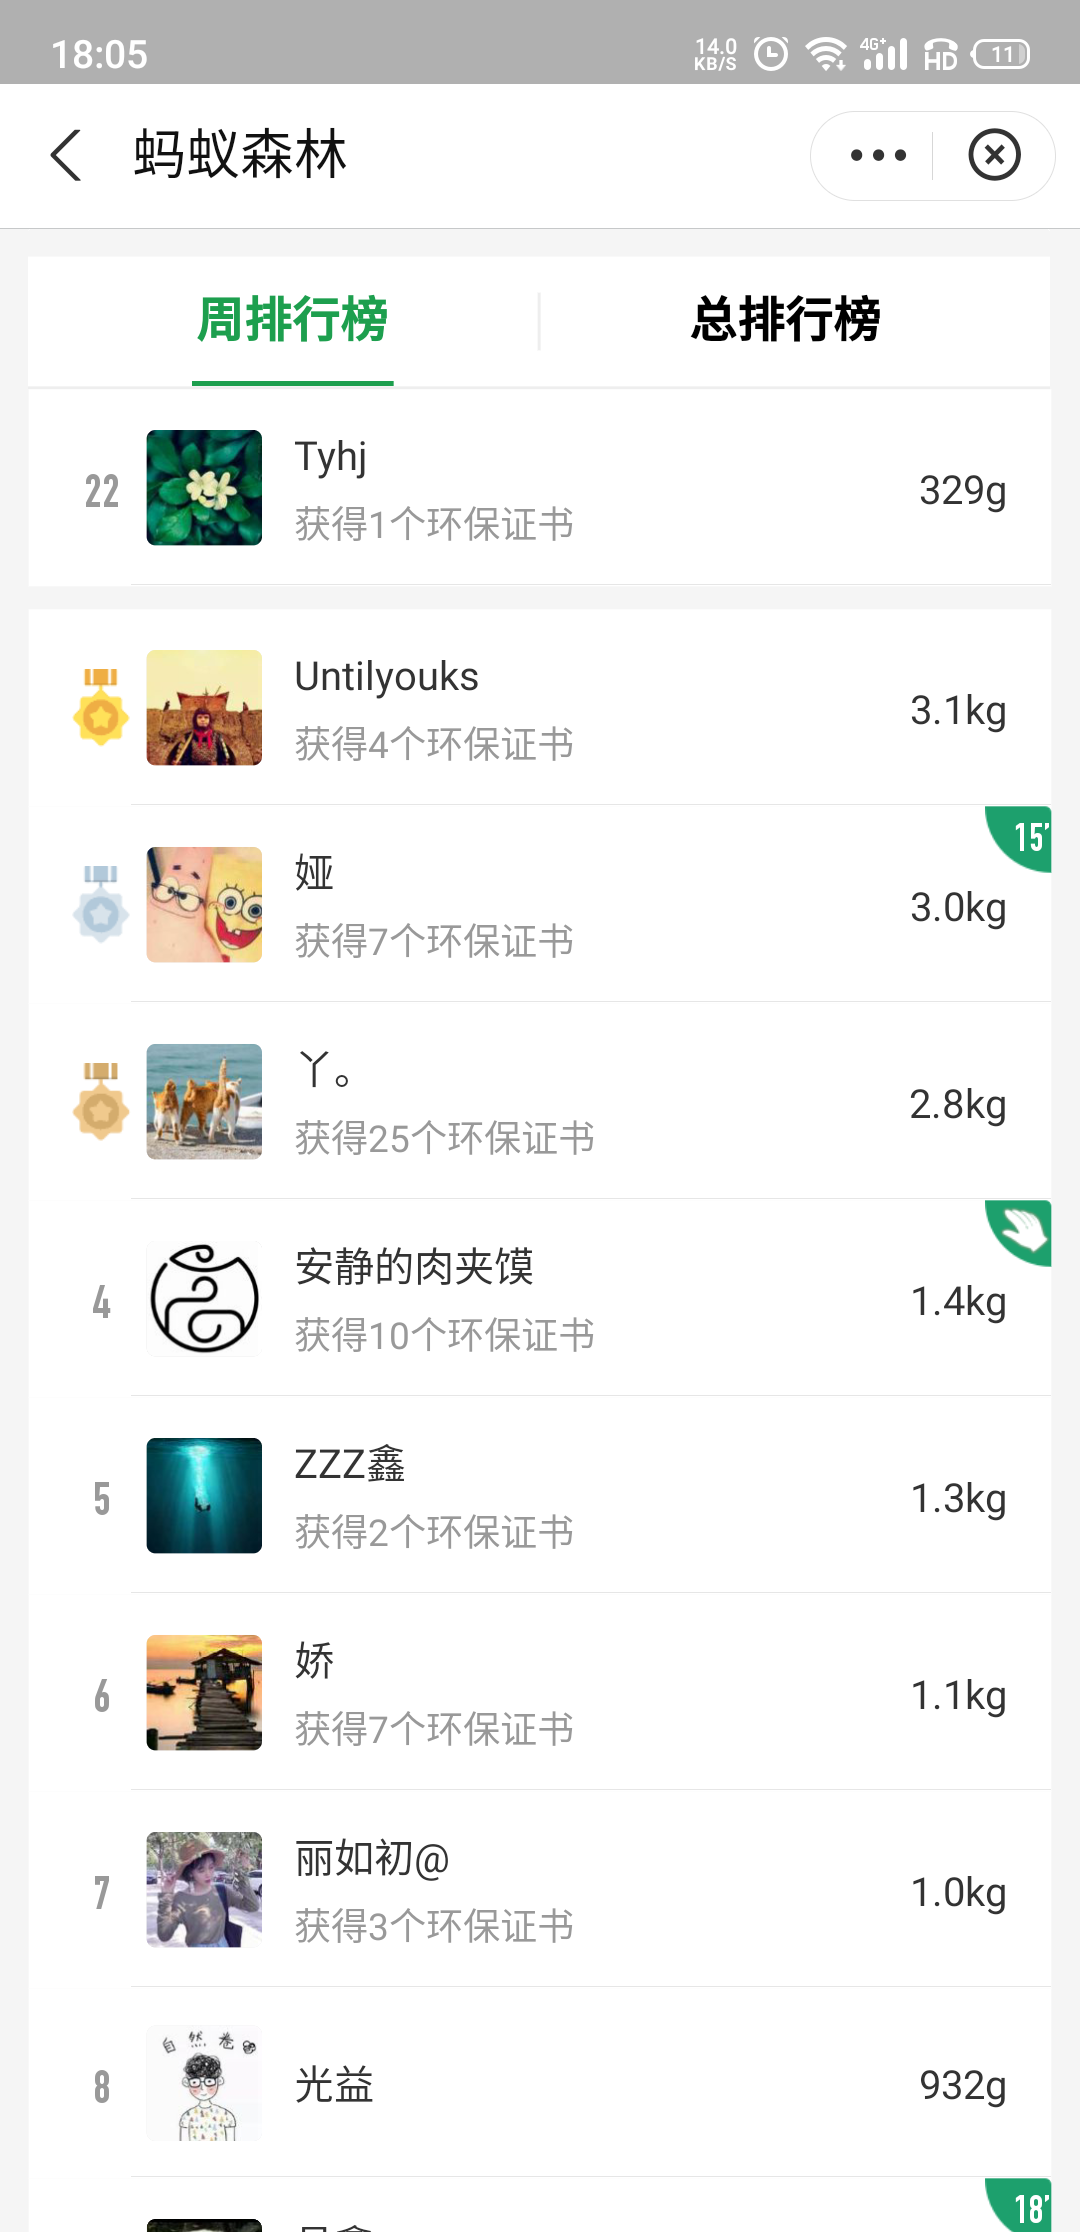 18:05
14.0 KB/S 4G+ HD 11
蚂蚁森林
周排行榜 总排行榜
22 Tyhj 329g
获得1个环保证书
Untilyouks 3.1kg
获得4个环保证书
15’
娅 3.0kg
获得7个环保证书
丫。 2.8kg
获得25个环保证书
4 安静的肉夹馍 1.4kg
获得10个环保证书
5 ZZZ鑫 1.3kg
获得2个环保证书
6 娇 1.1kg
获得7个环保证书
7 丽如初@ 1.0kg
获得3个环保证书
自然卷
8 光益 932g
18’